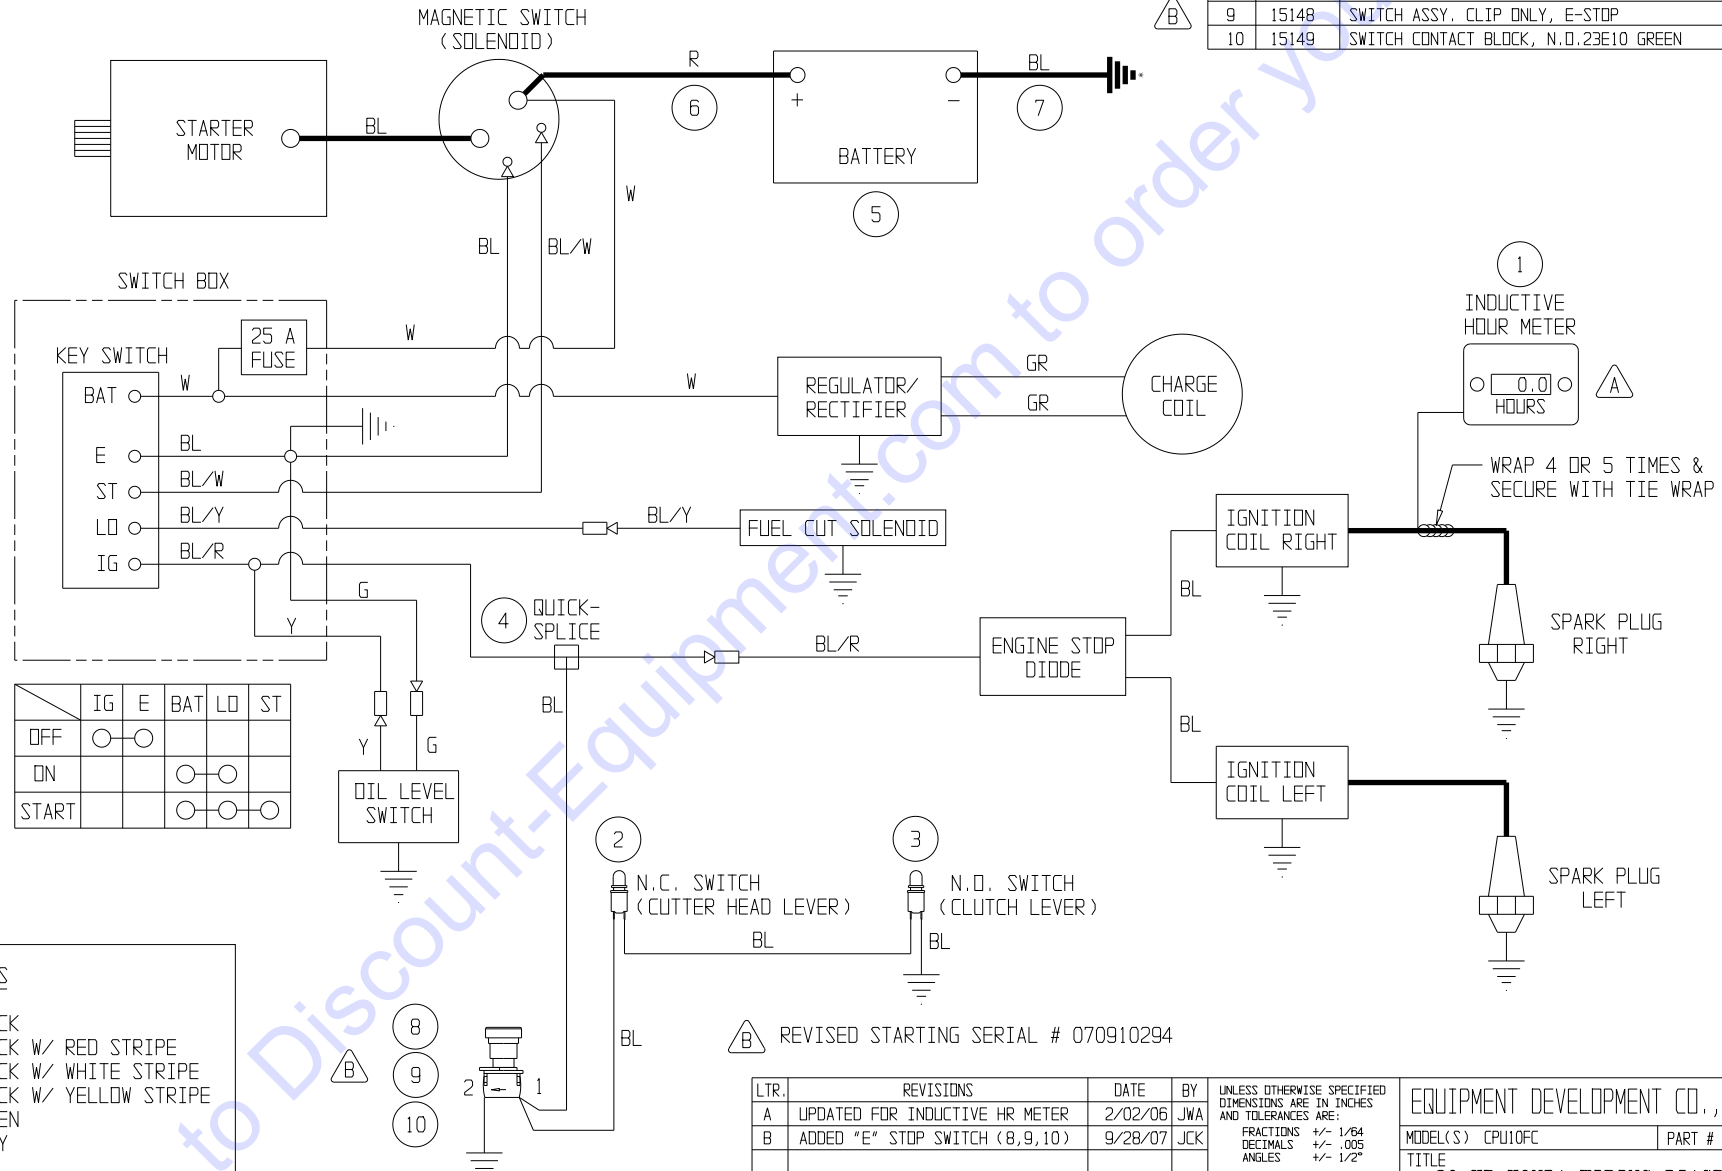 MAGNETIC SWITCH
(SOLENOID)
B
9 15148 SWITCH ASSY. CLIP ONLY, E-STOP
10 15149 SWITCH CONTACT BLOCK, N.O.23E10 GREEN
R
BL
6
7
+
-
STARTER
MOTOR
BL
BATTERY
5
W
BL
BL/W
SWITCH BOX
1
INDUCTIVE
HOUR METER
0.0
HOURS
A
25 A
FUSE
W
KEY SWITCH
BAT
W
W
REGULATOR/
RECTIFIER
GR
GR
CHARGE
COIL
E
BL
ST
BL/W
LO
BL/Y
BL/Y
FUEL CUT SOLENOID
IG
BL/R
WRAP 4 OR 5 TIMES &
SECURE WITH TIE WRAP
IGNITION
COIL RIGHT
BL
G
Y
4
QUICK-
SPLICE
BL/R
ENGINE STOP
DIODE
SPARK PLUG
RIGHT
IG E BAT LO ST
OFF
ON
START
BL
BL
Y
G
OIL LEVEL
SWITCH
IGNITION
COIL LEFT
2
N.C. SWITCH
(CUTTER HEAD LEVER)
3
N.O. SWITCH
(CLUTCH LEVER)
BL
BL
SPARK PLUG
LEFT
S
CK
CK W/ RED STRIPE
CK W/ WHITE STRIPE
CK W/ YELLOW STRIPE
EN
Y
8
9
10
B
2
1
BL
B REVISED STARTING SERIAL # 070910294
LTR. REVISIONS DATE BY
A UPDATED FOR INDUCTIVE HR METER 2/02/06 JWA
B ADDED "E" STOP SWITCH (8,9,10) 9/28/07 JCK
UNLESS OTHERWISE SPECIFIED
DIMENSIONS ARE IN INCHES
AND TOLERANCES ARE:
FRACTIONS +/- 1/64
DECIMALS +/- .005
ANGLES +/- 1/2°
EQUIPMENT DEVELOPMENT CO.,
MODEL(S) CPU10FC
PART #
TITLE
to Discount-Equipment.com to order yo